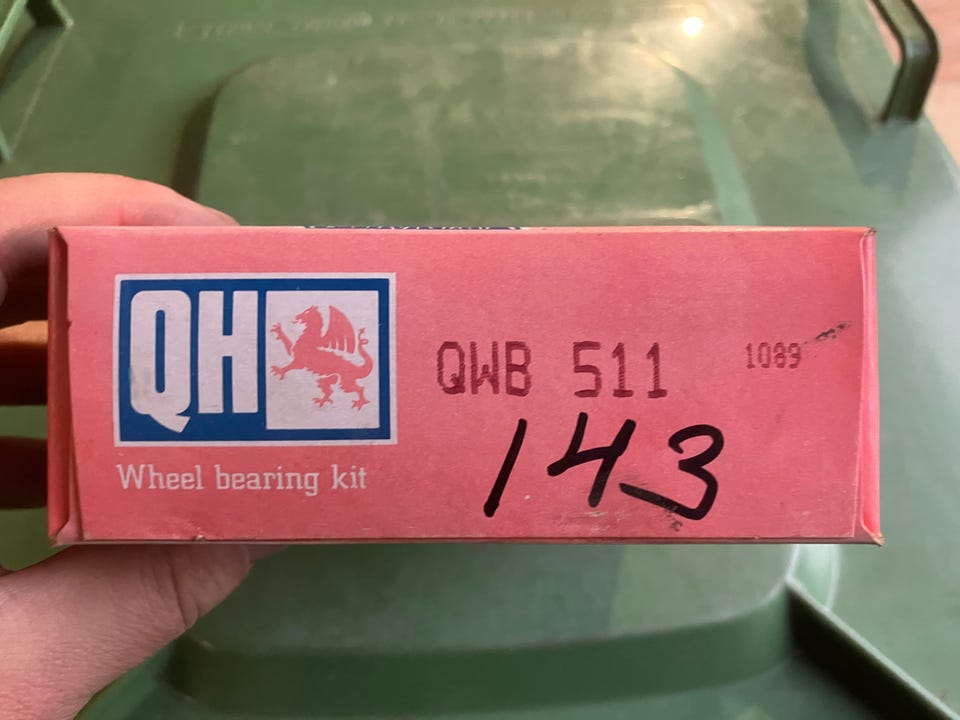 QH
QWB 511 1089
143
Wheel bearing kit